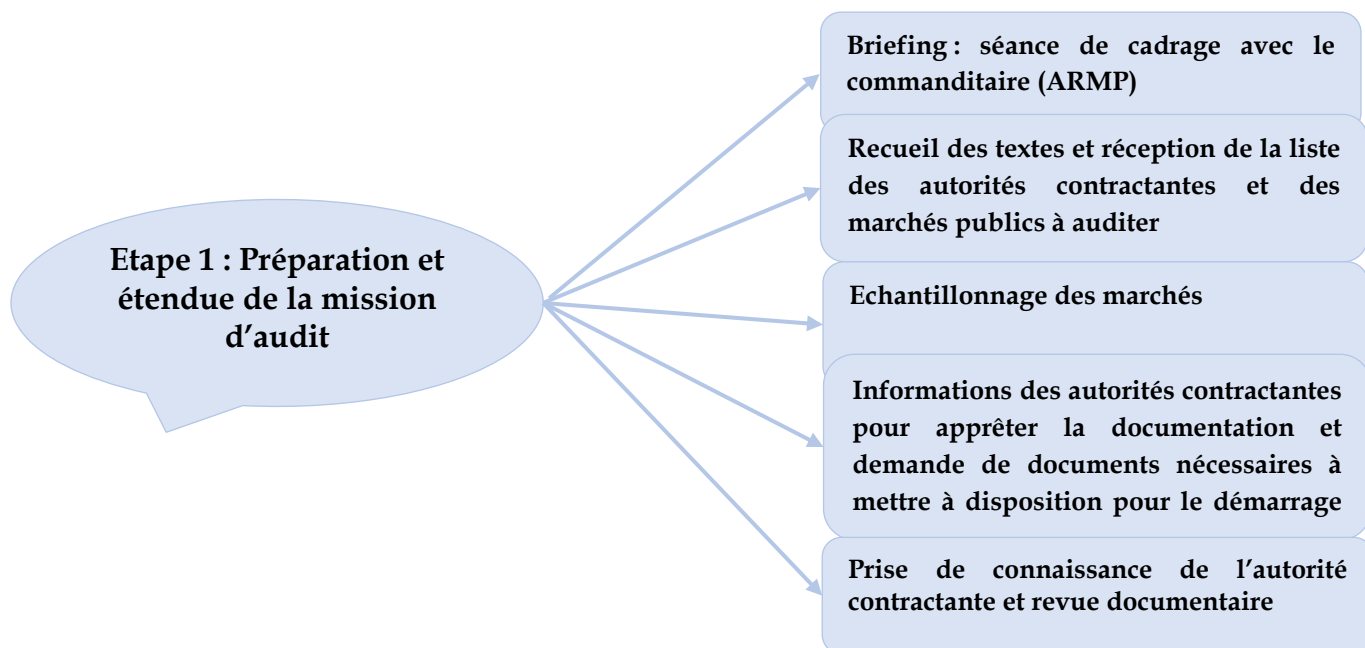 Etape 1 : Préparation et
étendue de la mission
d’audit
Briefing : séance de cadrage avec le
commanditaire (ARMP)
Recueil des textes et réception de la liste
des autorités contractantes et des
marchés publics à auditer
Echantillonnage des marchés
Informations des autorités contractantes
pour apprêter la documentation et
demande de documents nécessaires à
mettre à disposition pour le démarrage
Prise de connaissance de l’autorité
contractante et revue documentaire